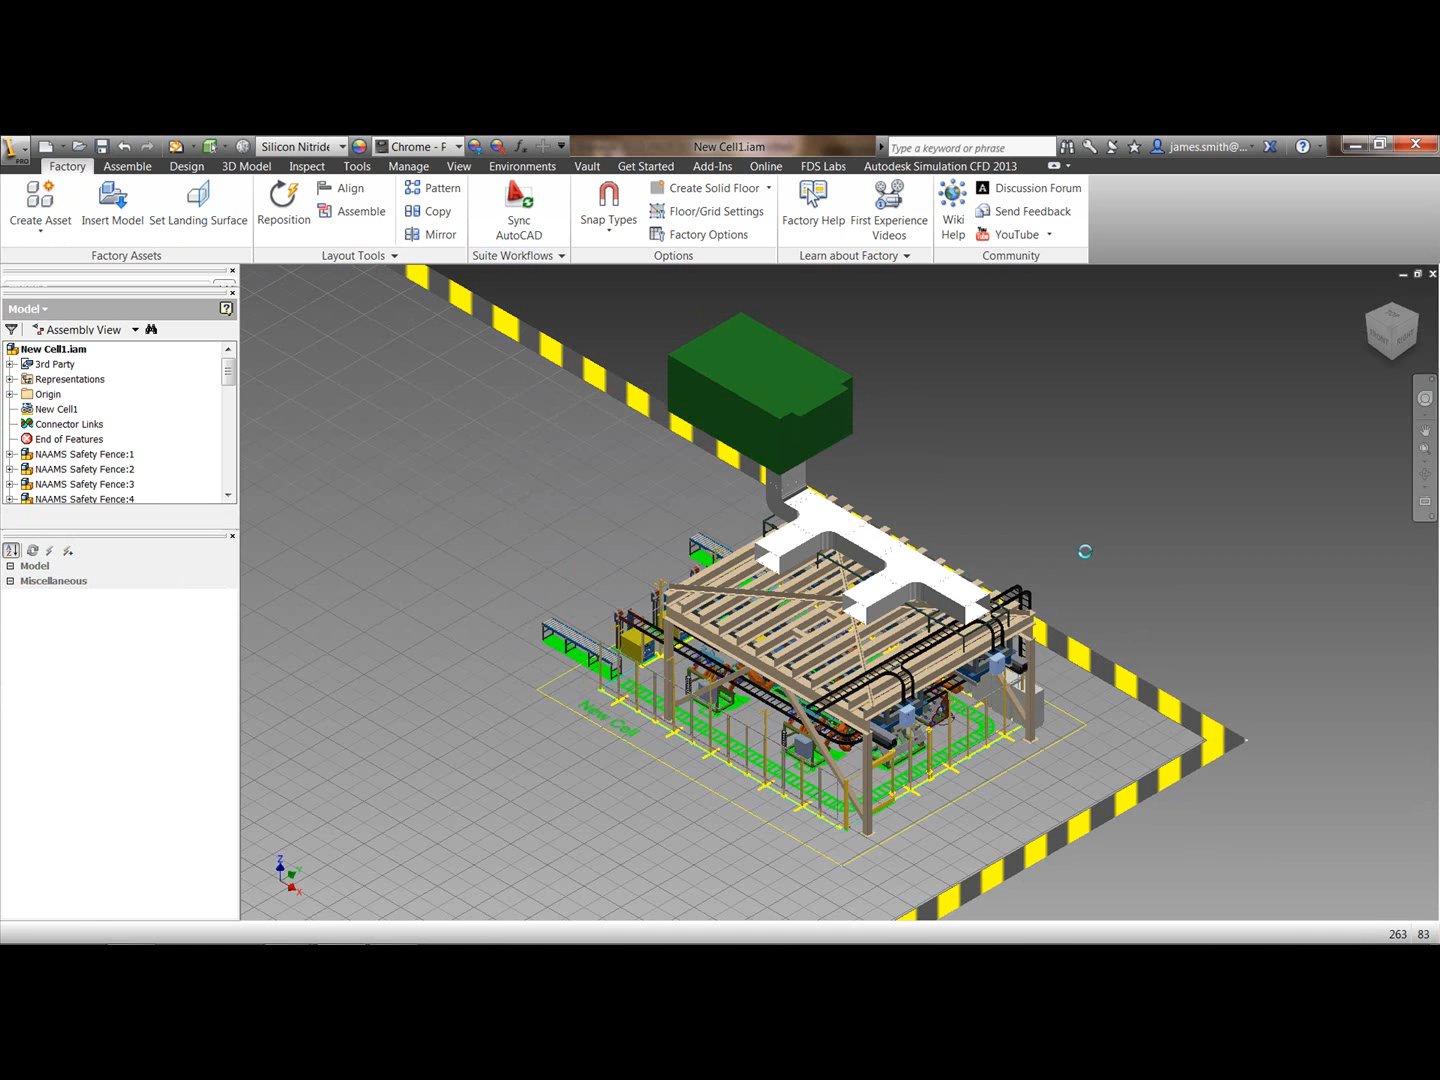 PRO
Silicon Nitride
Chrome - F
New Cell1.iam
Type a keyword or phrase
james.smith@...
Factory Assemble Design 3D Model Inspect Tools Manage View Environments Vault Get Started Add-Ins Online FDS Labs Autodesk Simulation CFD 2013
Create Asset
Insert Model
Set Landing Surface
Factory Assets
Reposition
Align
Assemble
Pattern
Copy
Mirror
Layout Tools
Sync
AutoCAD
Suite Workflows
Snap Types
Create Solid Floor
Floor/Grid Settings
Factory Options
Options
Factory Help
First Experience
Videos
Learn about Factory
Wiki
Help
Discussion Forum
Send Feedback
YouTube
Community
Model
Assembly View
New Cell1.iam
3rd Party
Representations
Origin
New Cell1
Connector Links
End of Features
NAAMS Safety Fence:1
NAAMS Safety Fence:2
NAAMS Safety Fence:3
NAAMS Safety Fence:4
Model
Miscellaneous
TOP
FRONT
RIGHT
New Cell
Z
Y
X
263 83